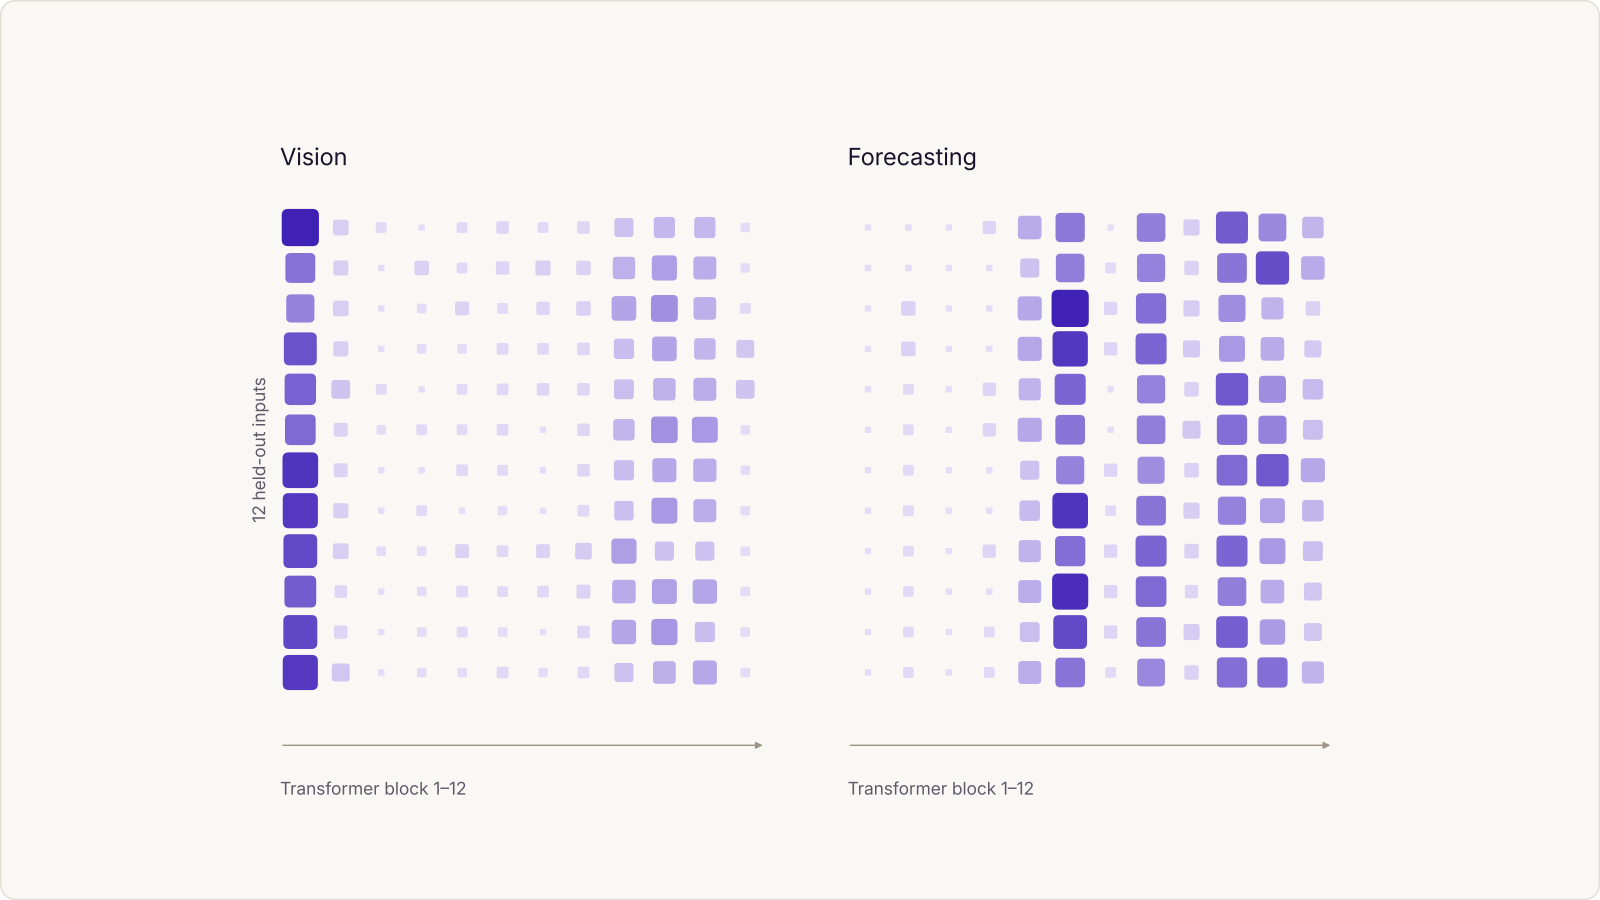 Vision
Forecasting
12 held-out inputs
Transformer block 1–12
Transformer block 1–12